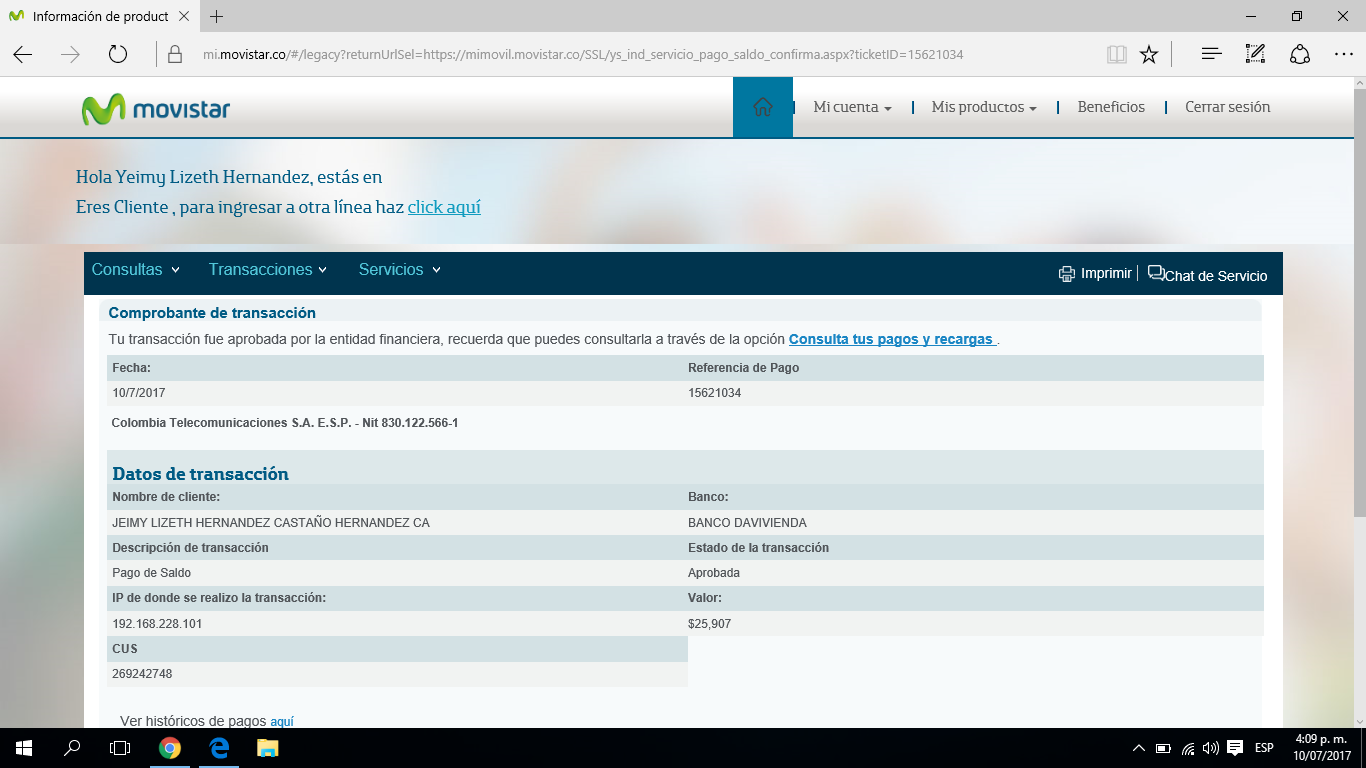 Información de product
mi.movistar.co/#/legacy?returnUrlSel=https://mimovil.movistar.co/SSL/ys_ind_servicio_pago_saldo_confirma.aspx?ticketID=15621034
movistar
Mi cuenta
Mis productos
Beneficios
Cerrar sesión
Hola Yeimy Lizeth Hernandez, estás en
Eres Cliente , para ingresar a otra línea haz click aquí
Consultas
Transacciones
Servicios
Imprimir
Chat de Servicio
Comprobante de transacción
Tu transacción fue aprobada por la entidad financiera, recuerda que puedes consultarla a través de la opción Consulta tus pagos y recargas .
Fecha:
Referencia de Pago
10/7/2017
15621034
Colombia Telecomunicaciones S.A. E.S.P. - Nit 830.122.566-1
Datos de transacción
Nombre de cliente:
Banco:
JEIMY LIZETH HERNANDEZ CASTAÑO HERNANDEZ CA
BANCO DAVIVIENDA
Descripción de transacción
Estado de la transacción
Pago de Saldo
Aprobada
IP de donde se realizo la transacción:
Valor:
192.168.228.101
$25,907
CUS
269242748
Ver históricos de pagos aquí
ESP
4:09 p. m.
10/07/2017